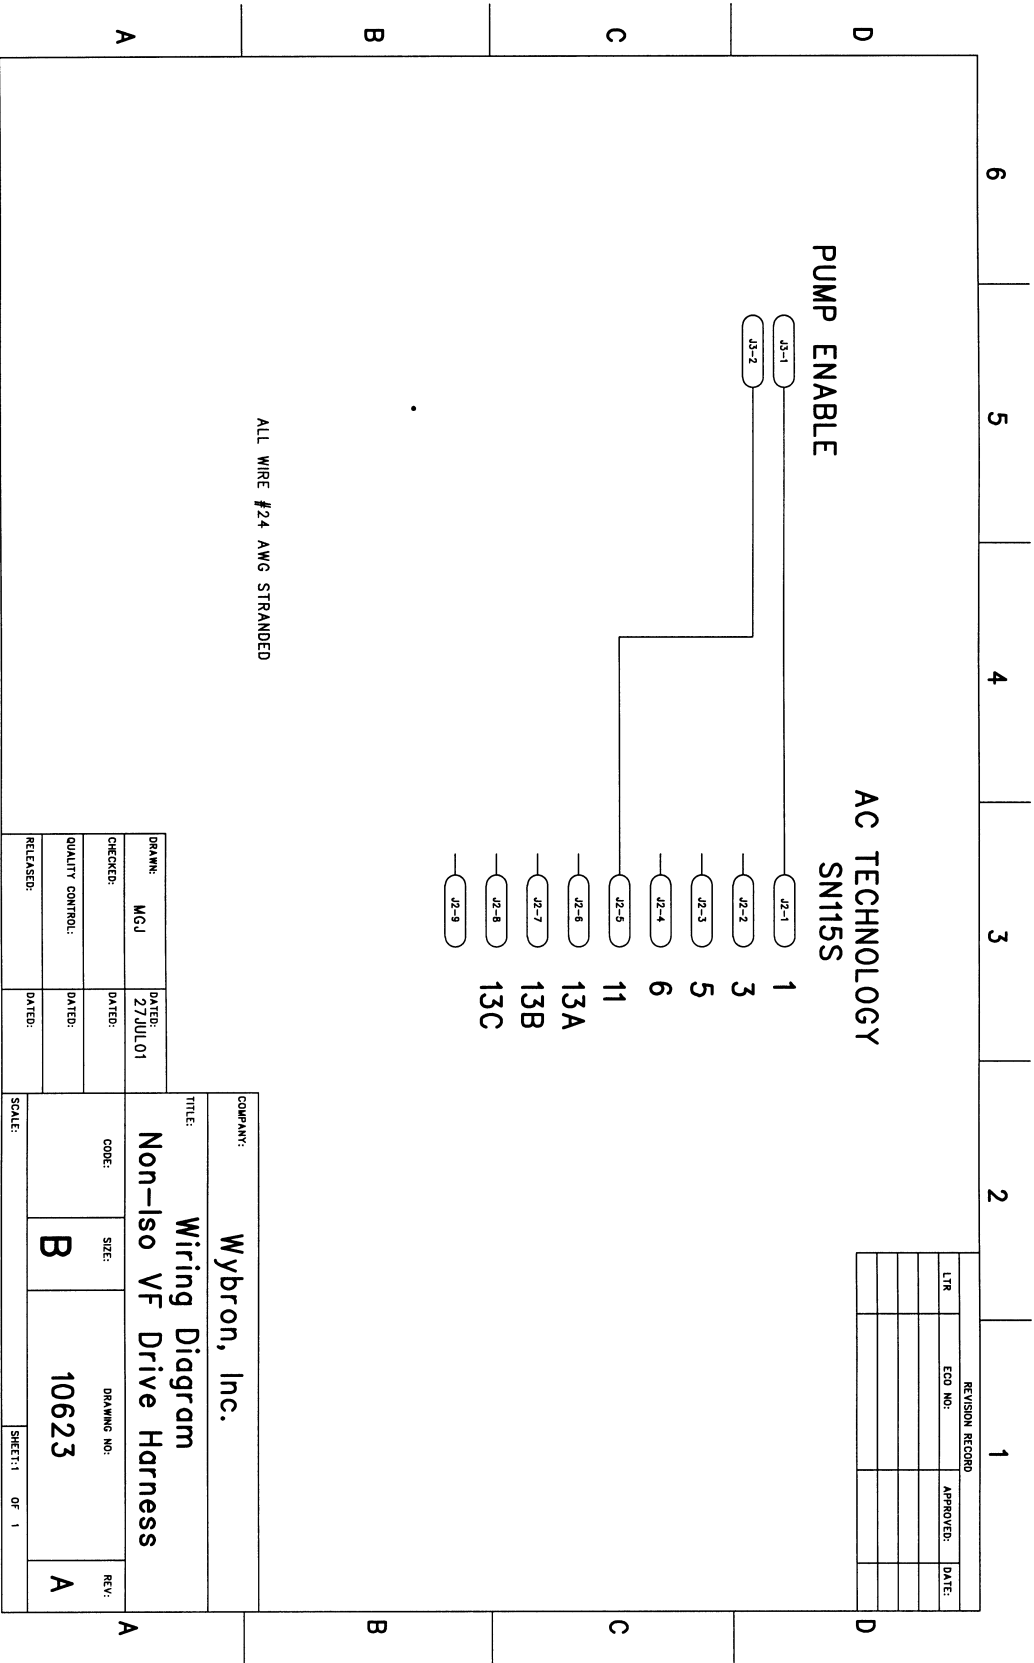 6
5
4
3
2
1
D
C
B
A
D
C
B
A
REVISION RECORD
LTR
ECO NO:
APPROVED:
DATE:
AC TECHNOLOGY
SN115S
PUMP ENABLE
J3-1
J3-2
J2-1
1
J2-2
3
J2-3
5
J2-4
6
J2-5
11
J2-6
13A
J2-7
13B
J2-8
13C
J2-9
ALL WIRE #24 AWG STRANDED
COMPANY:
Wybron, Inc.
TITLE:
Wiring Diagram
Non-Iso VF Drive Harness
DRAWN:
MGJ
DATED:
27JUL01
CHECKED:
DATED:
QUALITY CONTROL:
DATED:
RELEASED:
DATED:
CODE:
SIZE:
B
DRAWING NO:
10623
REV:
A
SCALE:
SHEET:1 OF 1